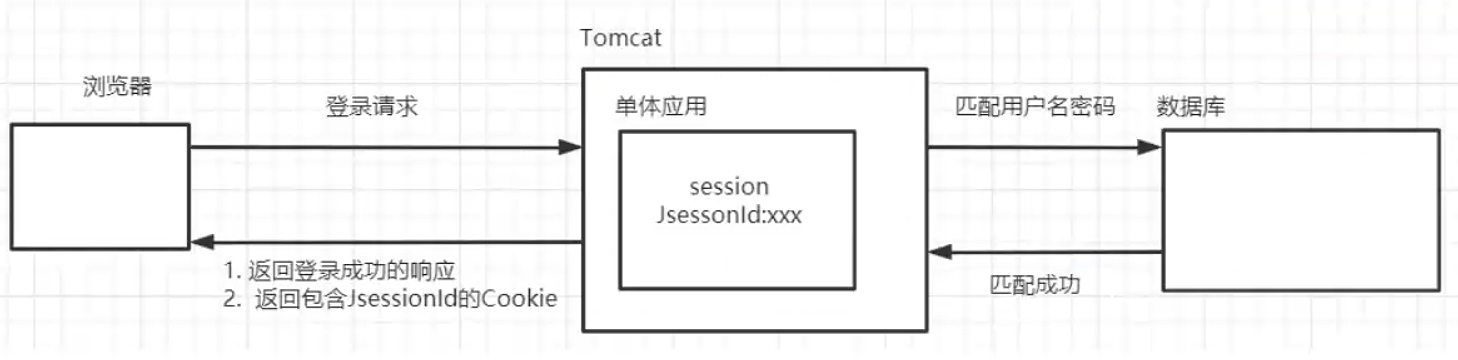 Tomcat
浏览器
登录请求
单体应用
匹配用户名密码
数据库
session
JsessonId:xxx
1. 返回登录成功的响应
2. 返回包含JsessionId的Cookie
匹配成功